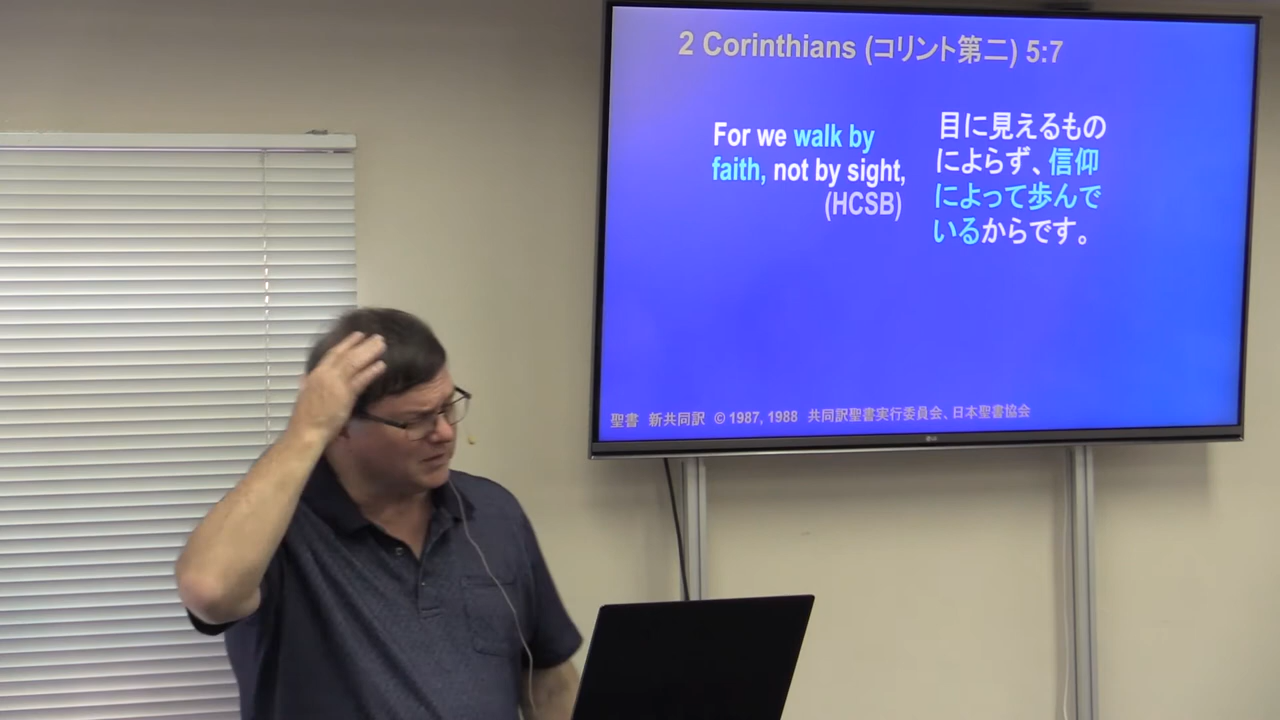 2 Corinthians (コリント第二) 5:7
For we walk by
faith, not by sight,
(HCSB)
目に見えるもの
によらず、信仰
によって歩んで
いるからです。
聖書 新共同訳 © 1987, 1988 共同訳聖書実行委員会、日本聖書協会
LG